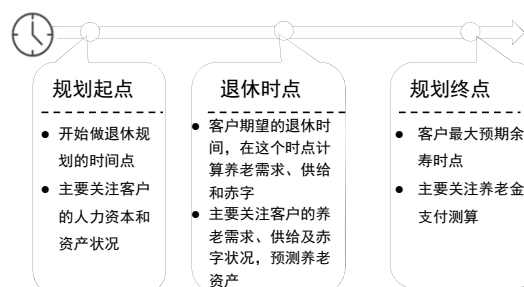 规划起点
● 开始做退休规
划的时间点
● 主要关注客户
的人力资本和
资产状况
退休时点
● 客户期望的退休时
间，在这个时点计
算养老需求、供给
和赤字
● 主要关注客户的养
老需求、供给及赤
字状况，预测养老
资产
规划终点
● 客户最大预期余
寿时点
● 主要关注养老金
支付测算